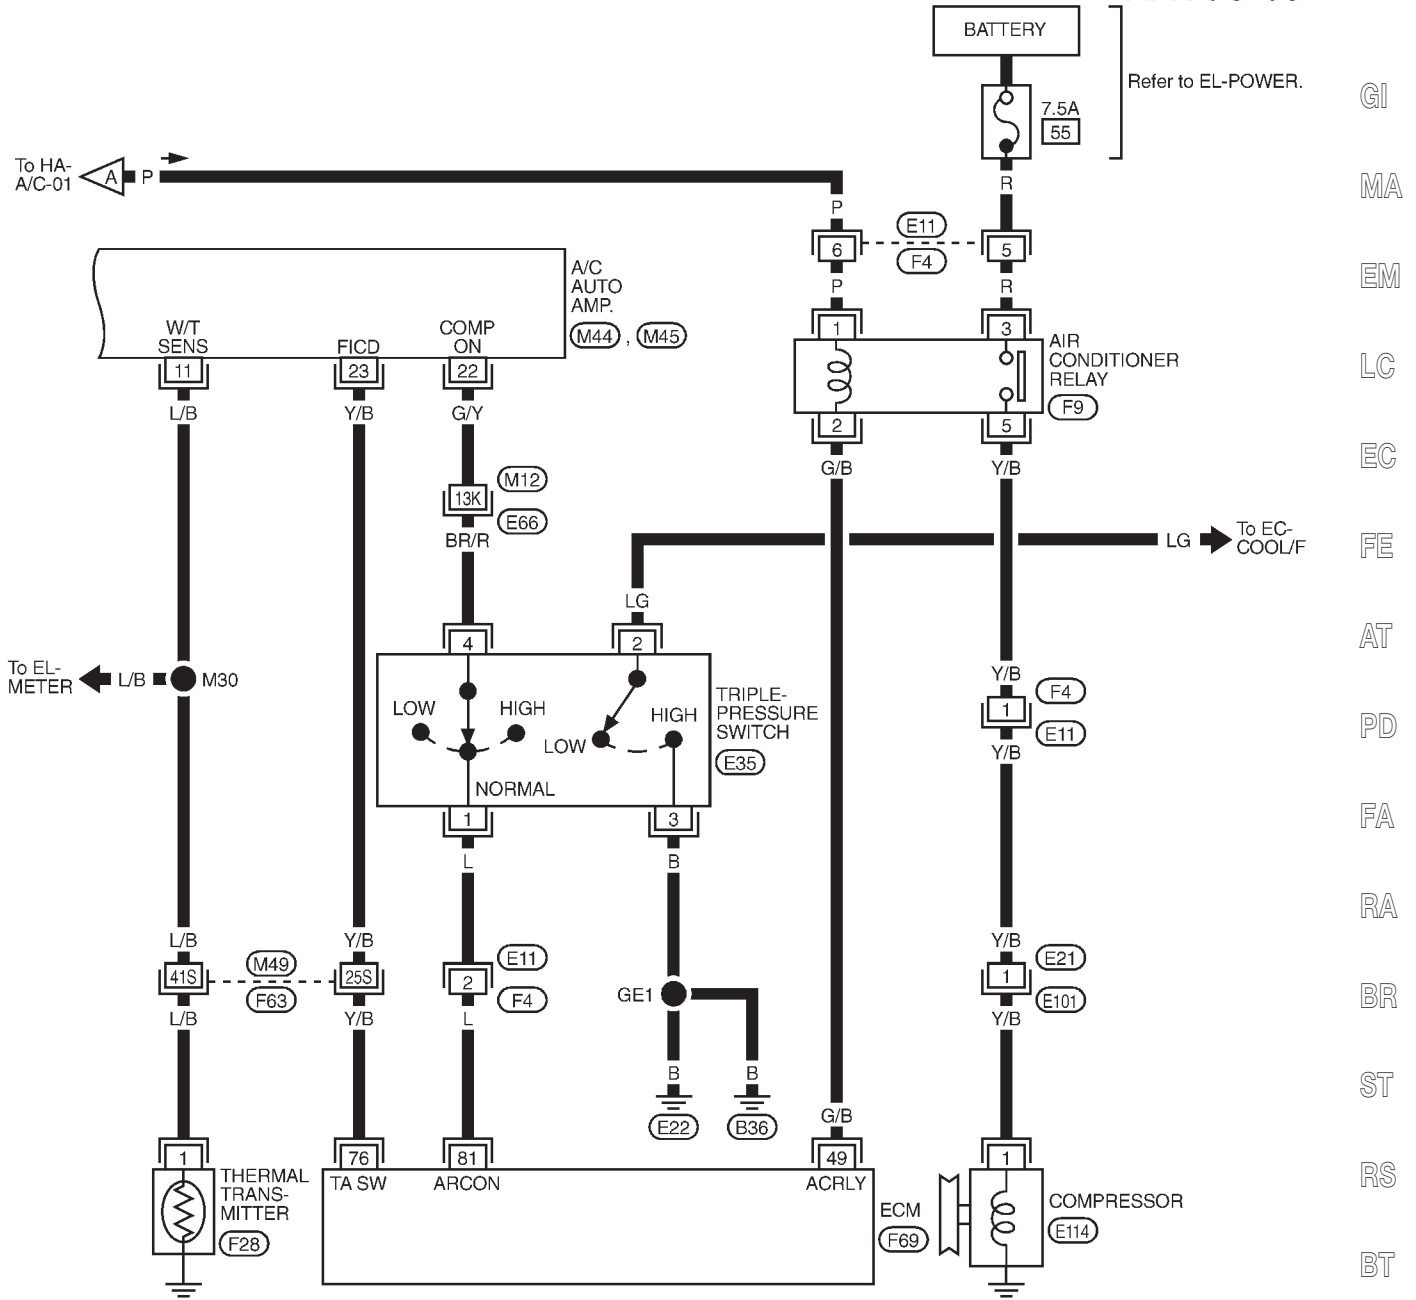 BATTERY
Refer to EL-POWER.
7.5A
55
GI
To HA-
A/C-01
A
P
R
MA
P
E11
6
5
F4
P
R
EM
A/C
AUTO
AMP.
M44 , M45
W/T
SENS
FICD
COMP
ON
11
23
22
L/B
Y/B
G/Y
1
3
AIR
CONDITIONER
RELAY
F9
2
5
G/B
Y/B
LC
M12
13K
E66
BR/R
EC
LG
To EC-
COOL/F
FE
LG
4
2
AT
To EL-
METER
L/B
M30
LOW
HIGH
LOW
HIGH
NORMAL
TRIPLE-
PRESSURE
SWITCH
E35
Y/B
F4
1
E11
Y/B
PD
1
3
L
B
FA
RA
L/B
Y/B
M49
41S
25S
F63
L/B
Y/B
E11
2
F4
L
GE1
Y/B
E21
1
E101
Y/B
BR
B
B
E22
B36
G/B
ST
1
76
81
49
1
THERMAL
TRANS-
MITTER
F28
TA SW
ARCON
ACRLY
ECM
F69
COMPRESSOR
E114
RS
BT